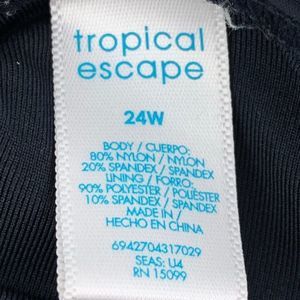 tropical
escape
24W
BODY / CUERPO:
80% NYLON / NYLON
20% SPANDEX / SPANDEX
LINING / FORRO:
90% POLYESTER / POLIÉSTER
10% SPANDEX / SPANDEX
MADE IN /
HECHO EN CHINA
6942704317029
SEAS: U4
RN 15099